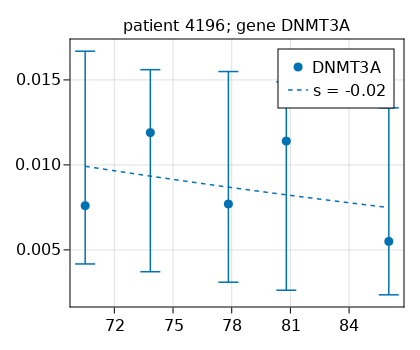 patient 4196; gene DNMT3A
DNMT3A
s = -0.02
0.015
0.010
0.005
72 75 78 81 84